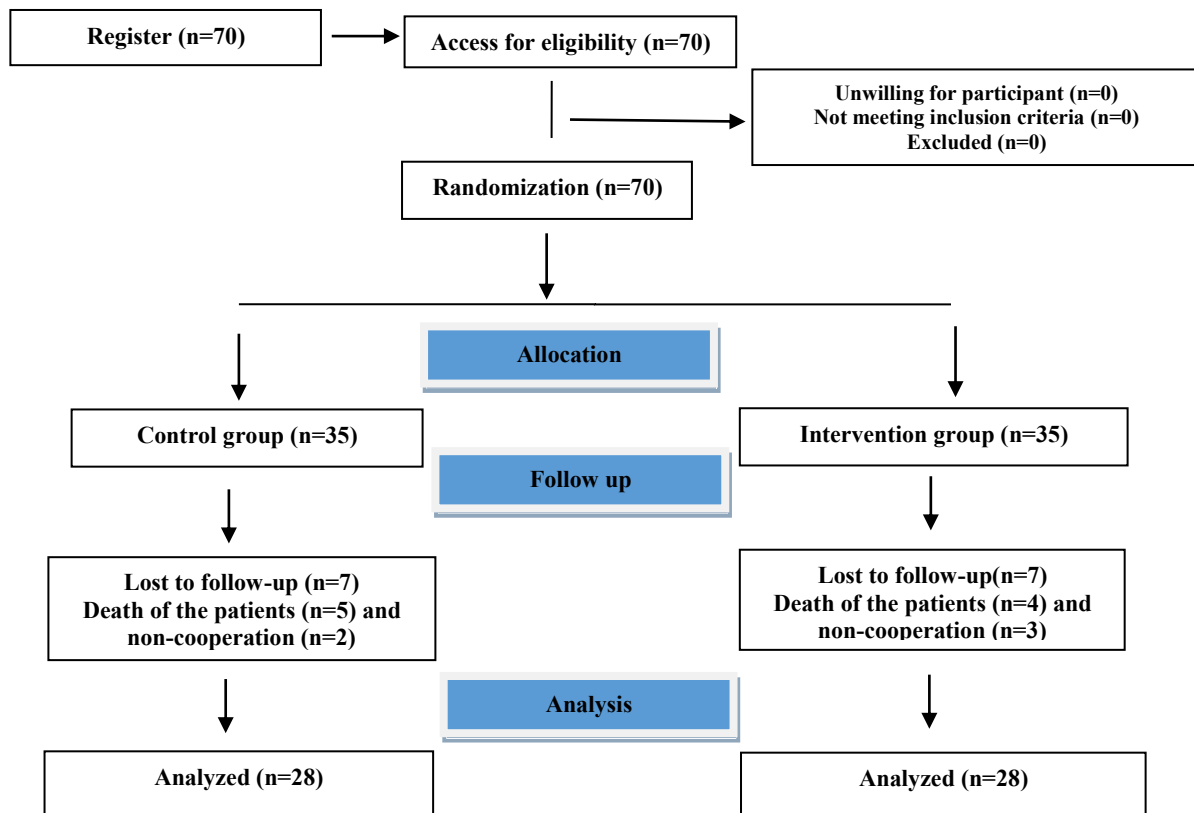 Register (n=70)
Access for eligibility (n=70)
Unwilling for participant (n=0)
Not meeting inclusion criteria (n=0)
Excluded (n=0)
Randomization (n=70)
Allocation
Control group (n=35)
Intervention group (n=35)
Follow up
Lost to follow-up (n=7)
Death of the patients (n=5) and
non-cooperation (n=2)
Lost to follow-up(n=7)
Death of the patients (n=4) and
non-cooperation (n=3)
Analysis
Analyzed (n=28)
Analyzed (n=28)